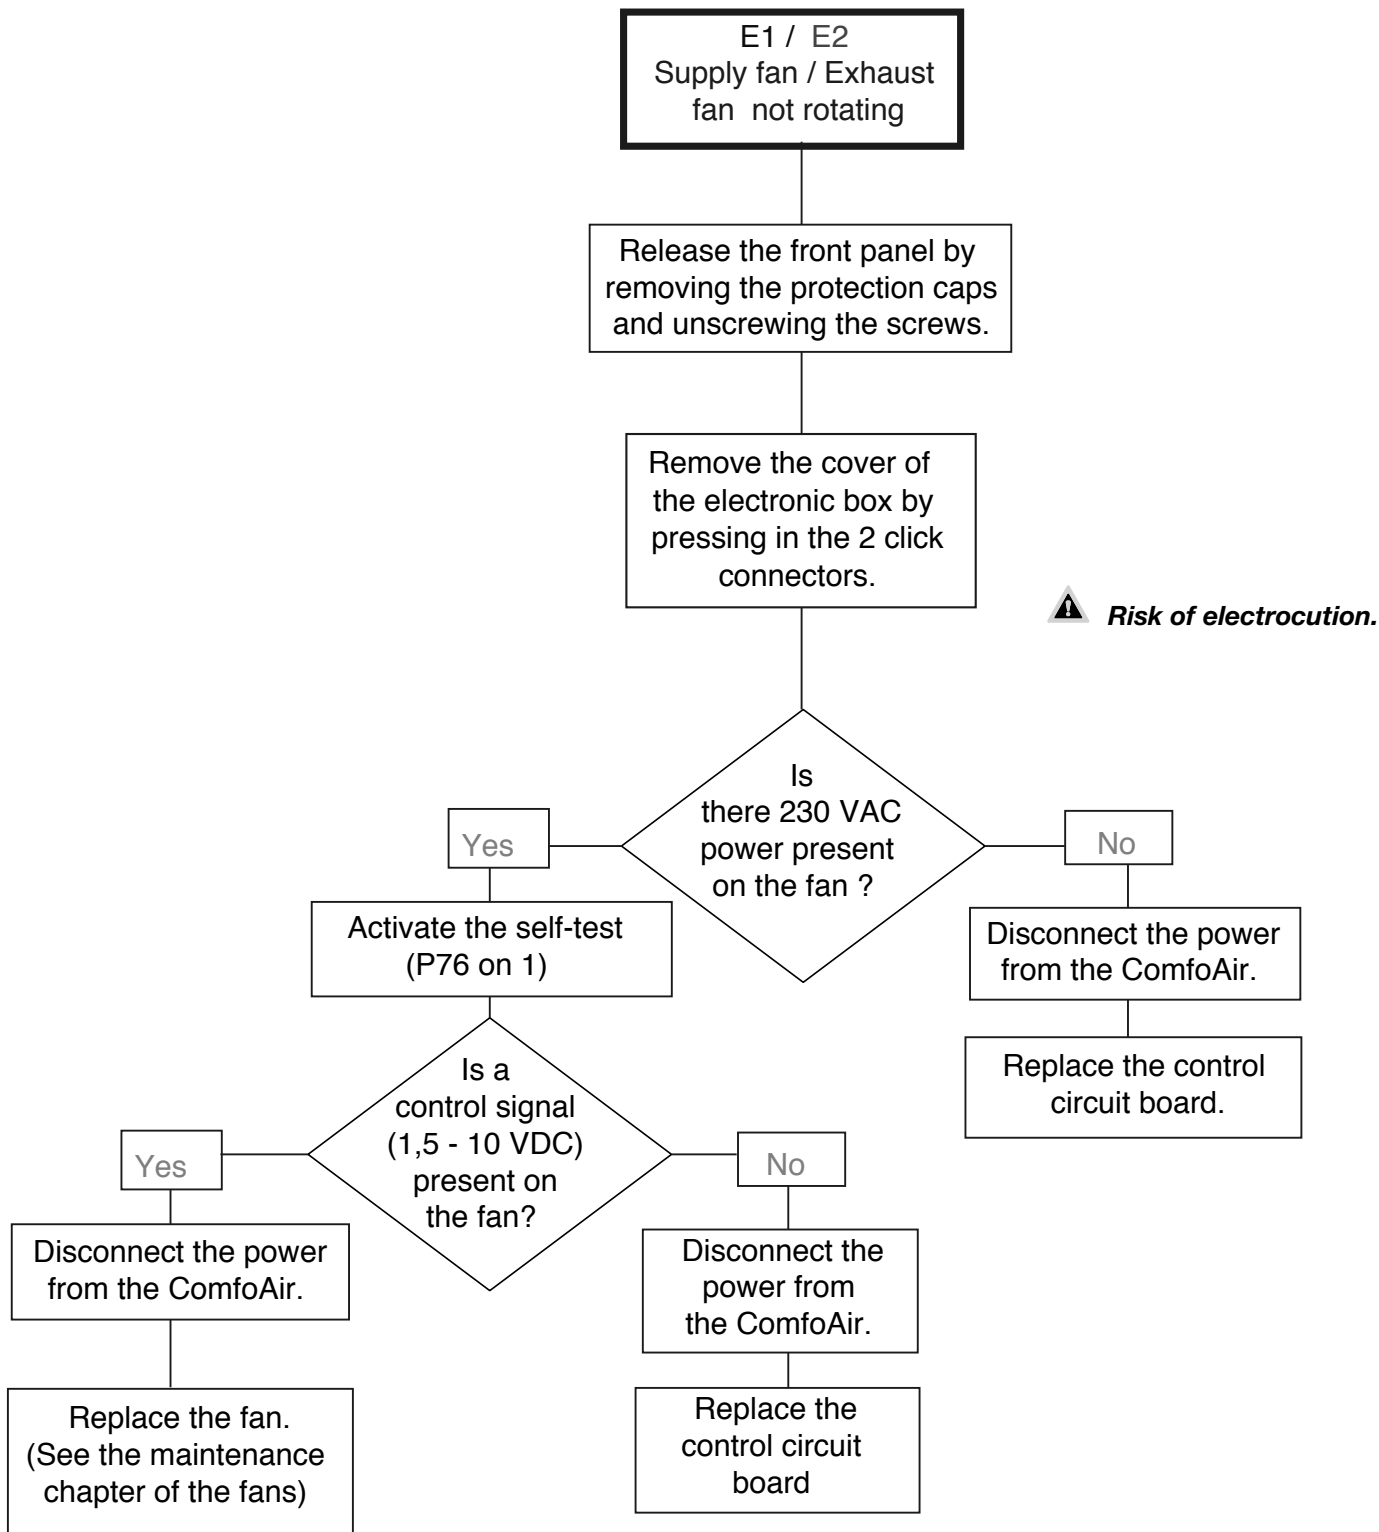 E1 / E2
Supply fan / Exhaust
fan not rotating
Release the front panel by
removing the protection caps
and unscrewing the screws.
Remove the cover of
the electronic box by
pressing in the 2 click
connectors.
Risk of electrocution.
Is
there 230 VAC
power present
on the fan ?
Yes
No
Activate the self-test
(P76 on 1)
Disconnect the power
from the ComfoAir.
Replace the control
circuit board.
Is a
control signal
(1,5 - 10 VDC)
present on
the fan?
Yes
No
Disconnect the power
from the ComfoAir.
Disconnect the
power from
the ComfoAir.
Replace the fan.
(See the maintenance
chapter of the fans)
Replace the
control circuit
board